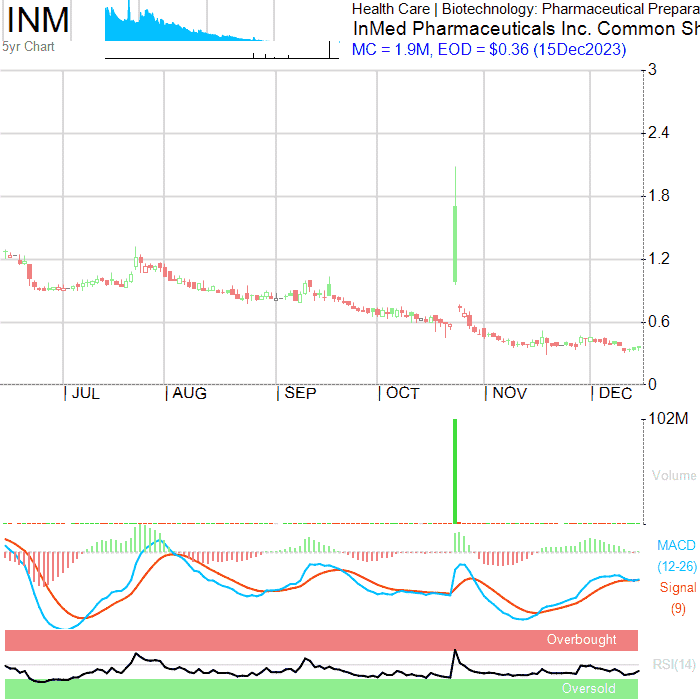 INM
5yr Chart
Health Care | Biotechnology: Pharmaceutical Prepara
InMed Pharmaceuticals Inc. Common Sh
MC = 1.9M, EOD = $0.36 (15Dec2023)
3
2.4
1.8
1.2
0.6
0
JUL AUG SEP OCT NOV DEC
102M
Volume
MACD
(12-26)
Signal
(9)
Overbought
RSI(14)
Oversold